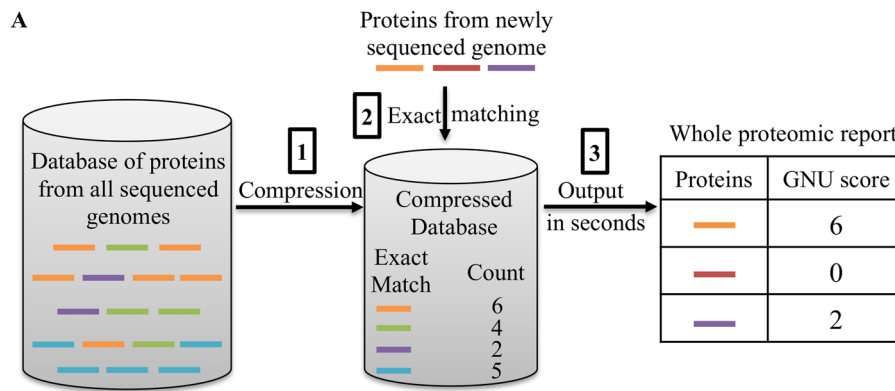 A
Proteins from newly
sequenced genome
2
Exact matching
Database of proteins
from all sequenced
genomes
1
Compression
Compressed
Database
Exact
Match
Count
6
4
2
5
3
Output
in seconds
Whole proteomic report
Proteins GNU score
6
0
2